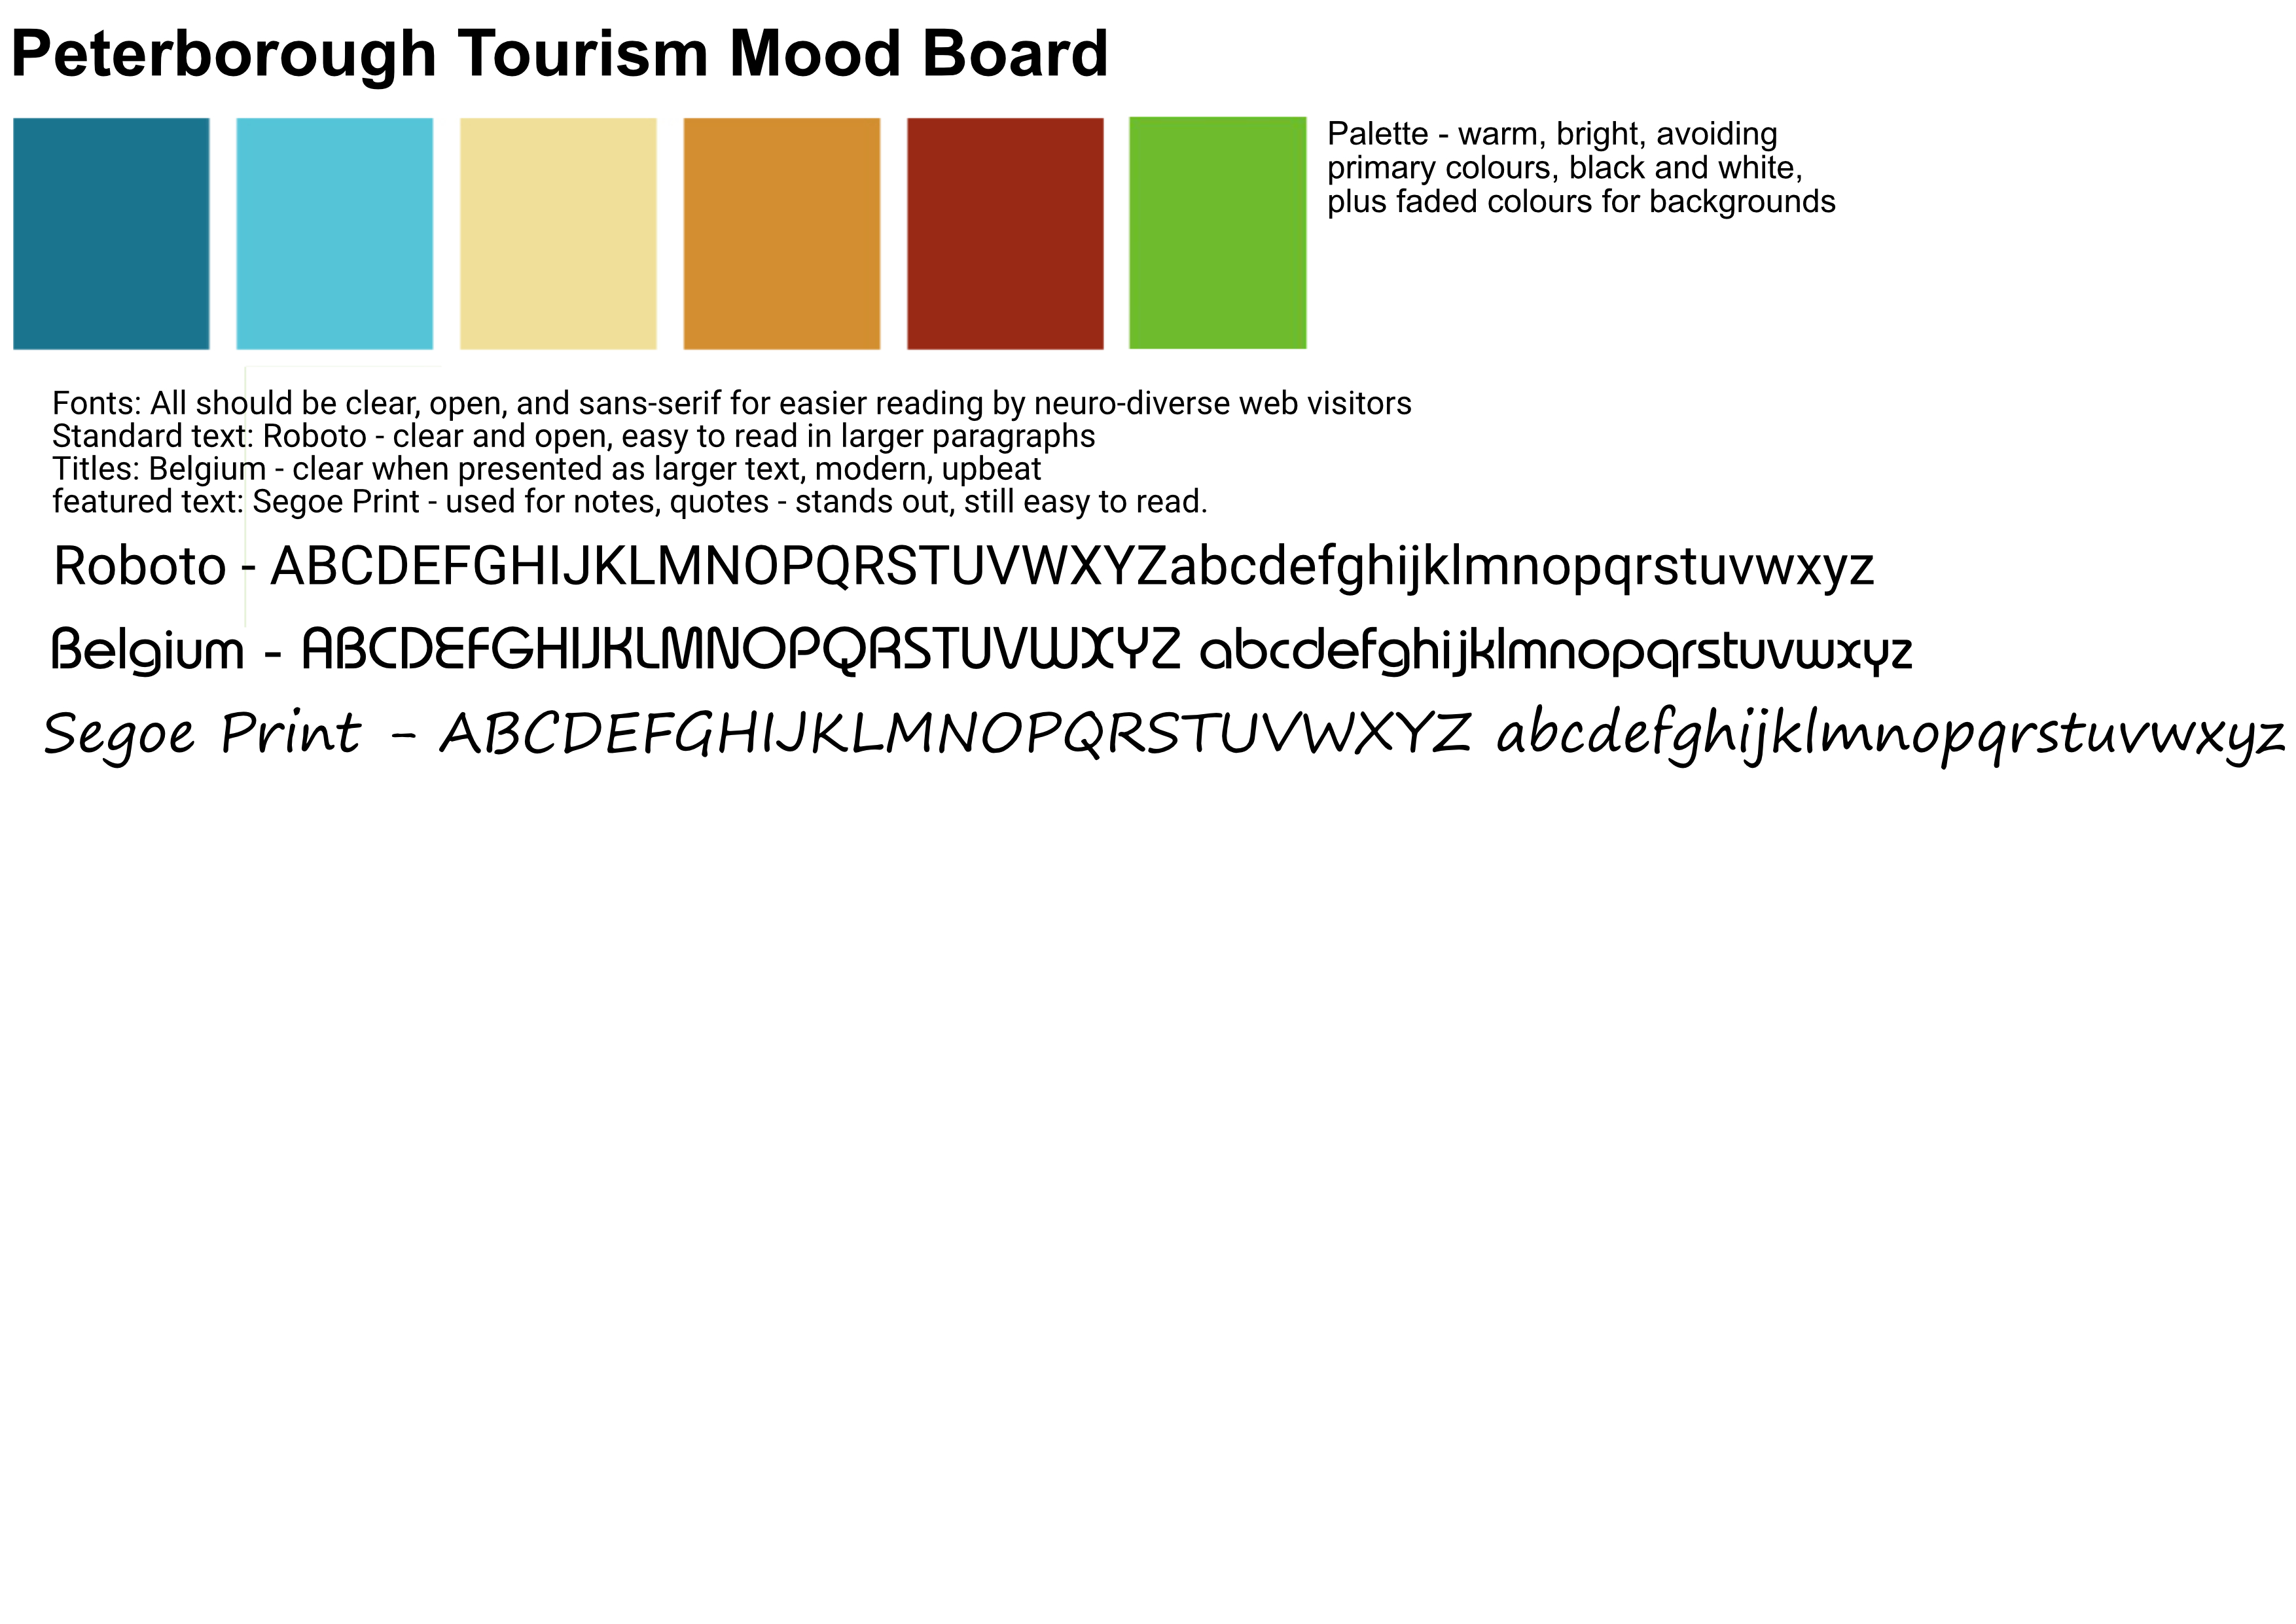 Peterborough Tourism Mood Board
Palette - warm, bright, avoiding
primary colours, black and white,
plus faded colours for backgrounds
Fonts: All should be clear, open, and sans-serif for easier reading by neuro-diverse web visitors
Standard text: Roboto - clear and open, easy to read in larger paragraphs
Titles: Belgium - clear when presented as larger text, modern, upbeat
featured text: Segoe Print - used for notes, quotes - stands out, still easy to read.
Roboto - ABCDEFGHIJKLMNOPQRSTUVWXYZabcdefghijklmnopqrstuvwxyz
Belgium - ABCDEFGHIJKLMNOPQRSTUVWXYZ abcdefghijklmnopqrstuvwxyz
Segoe Print - ABCDEFGHIJKLMNOPQRSTUVWXYZ abcdefghijklmnopqrstuvwxyz